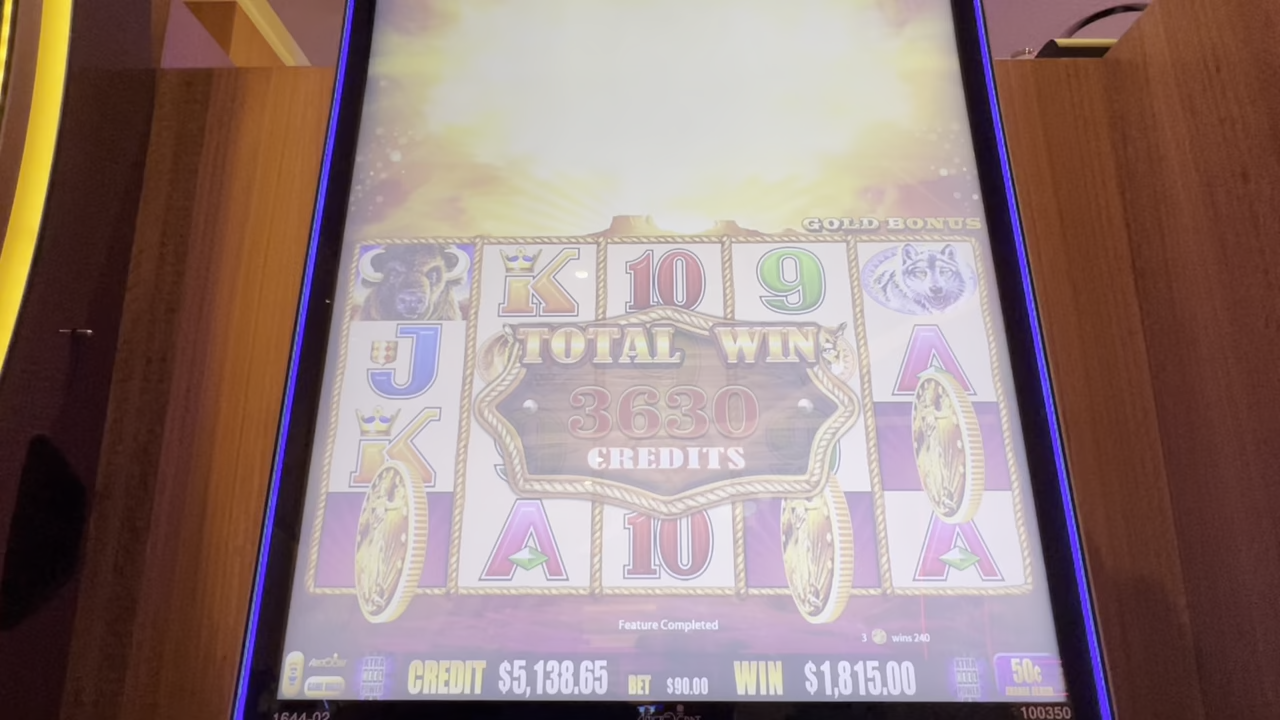 GOLD BONUS
K 10 9
J A
K
TOTAL WIN
3630
CREDITS
A 10 A
Feature Completed
3 wins 240
CREDIT $5,138.65 BET $90.00 WIN $1,815.00 50¢
1644-02 100350